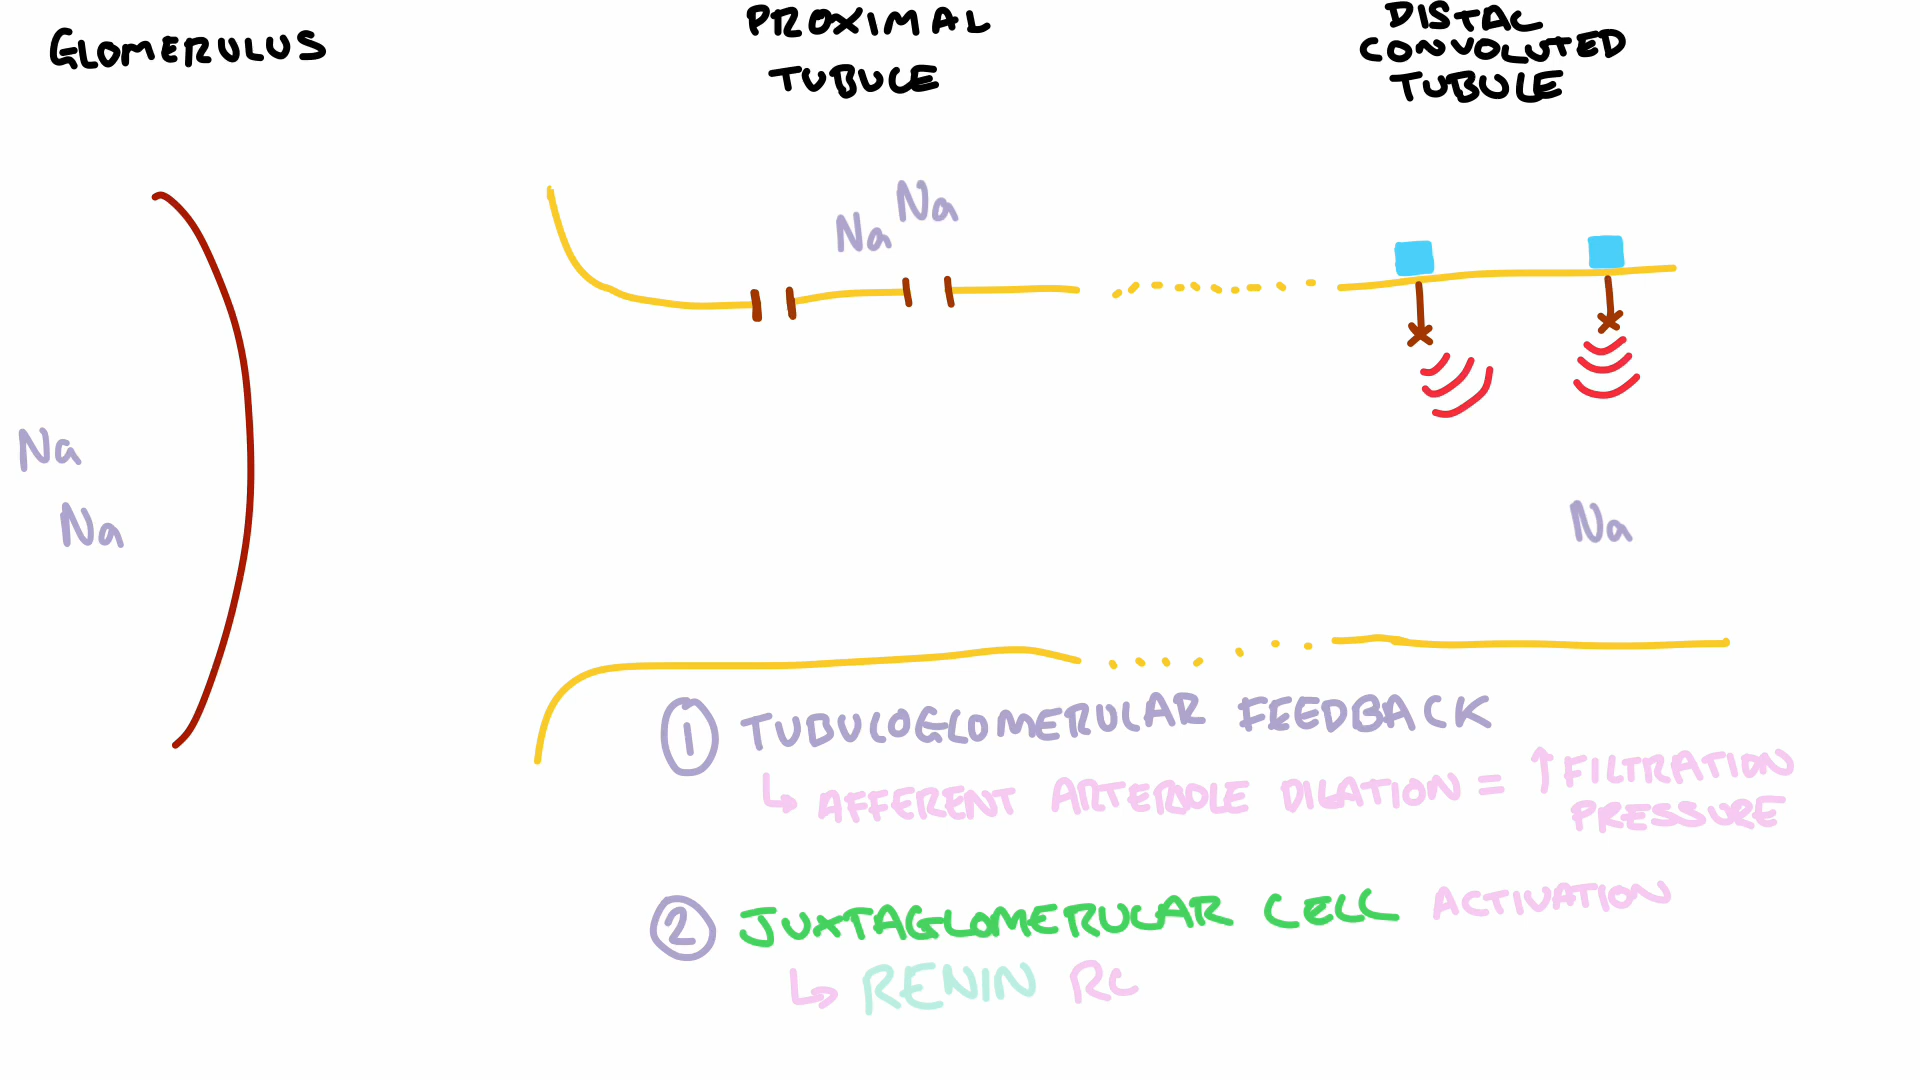 GLOMERULUS
PROXIMAL
TUBULE
DISTAL
CONVOLUTED
TUBULE
Na
Na
Na
Na
Na
1 TUBULOGLOMERULAR FEEDBACK
↳ AFFERENT ARTERIOLE DILATION = ↑ FILTRATION
PRESSURE
2 JUXTAGLOMERULAR CELL ACTIVATION
↳ RENIN RC